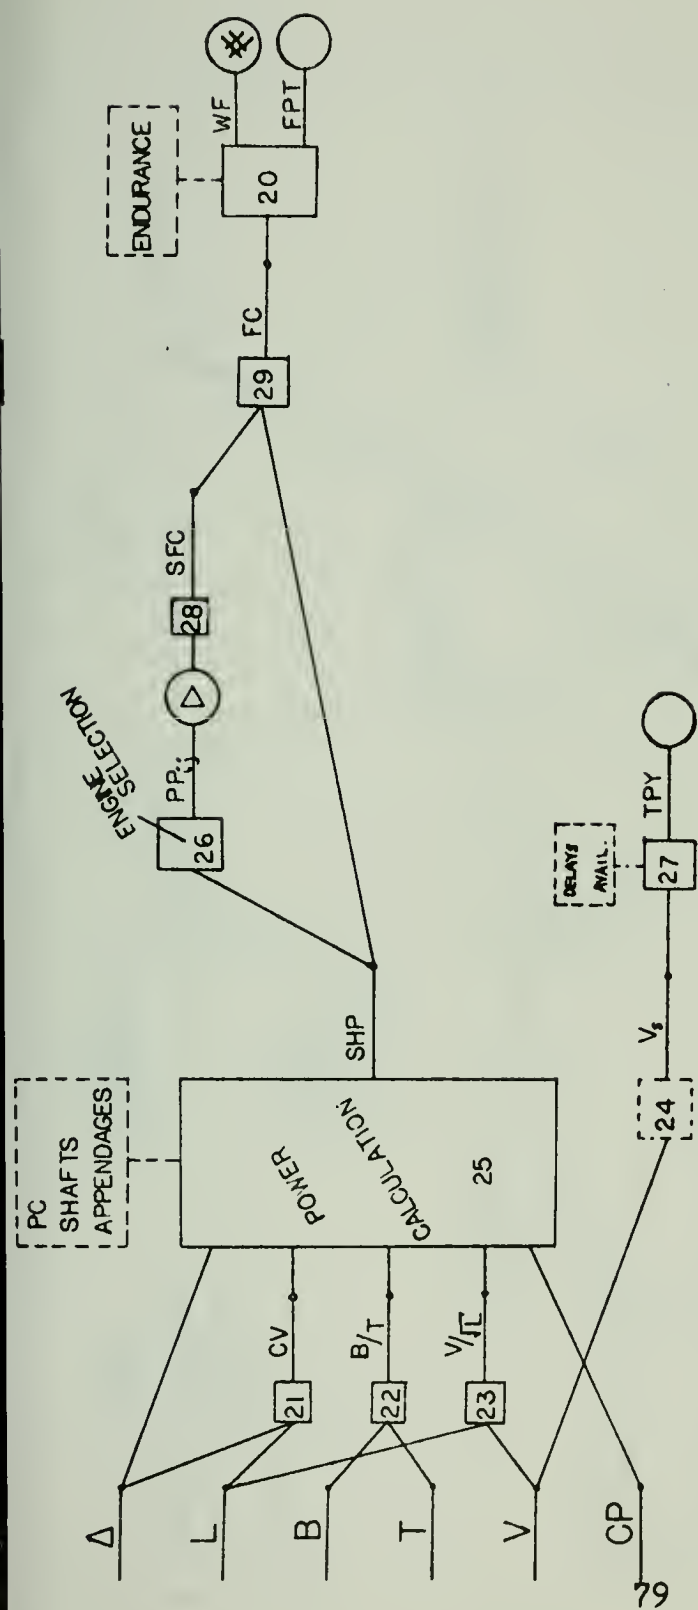 WF
FPT
ENDURANCE
20
FC
29
SFC
28
Δ
PPij
ENGINE
SELECTION
26
SHP
PC
SHAFTS
APPENDAGES
POWER
CALCULATION
25
DELAYS
AVAIL.
TPY
27
Vs
24
CV
21
B/T
22
V/√L
23
Δ
L
B
T
V
CP
79